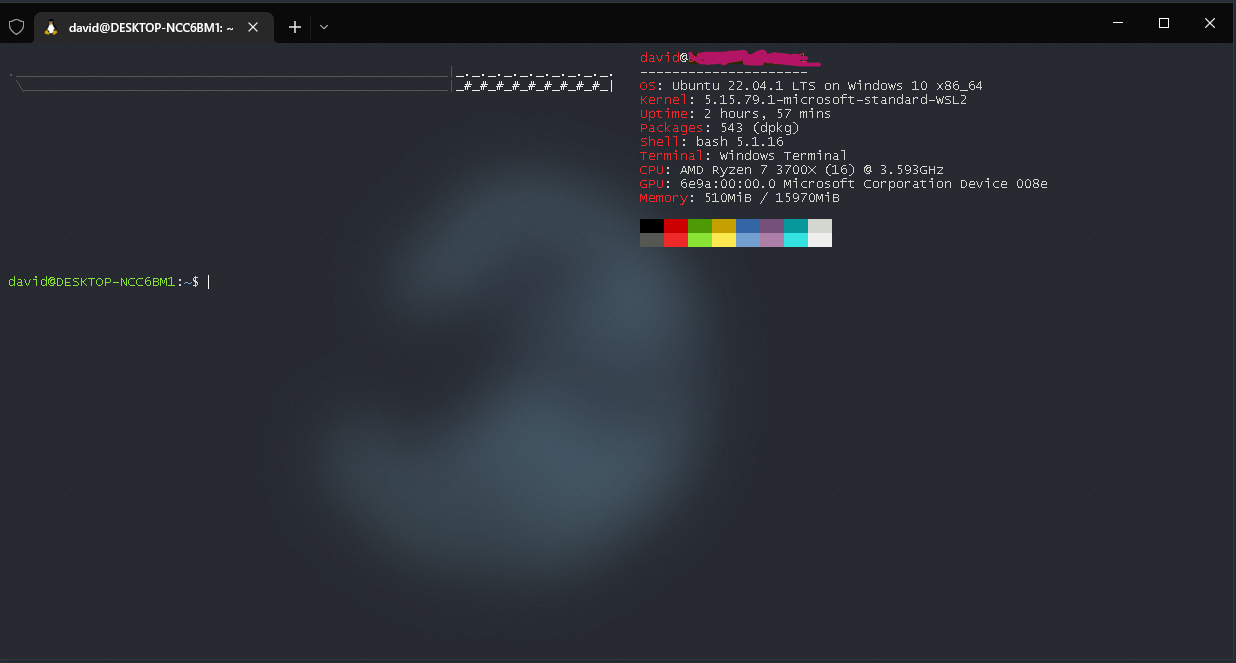 david@DESKTOP-NCC6BM1: ~
david@
---------------------
OS: Ubuntu 22.04.1 LTS on Windows 10 x86_64
Kernel: 5.15.79.1-microsoft-standard-WSL2
Uptime: 2 hours, 57 mins
Packages: 543 (dpkg)
Shell: bash 5.1.16
Terminal: Windows Terminal
CPU: AMD Ryzen 7 3700X (16) @ 3.593GHz
GPU: 6e9a:00:00.0 Microsoft Corporation Device 008e
Memory: 510MiB / 15970MiB
david@DESKTOP-NCC6BM1:~$